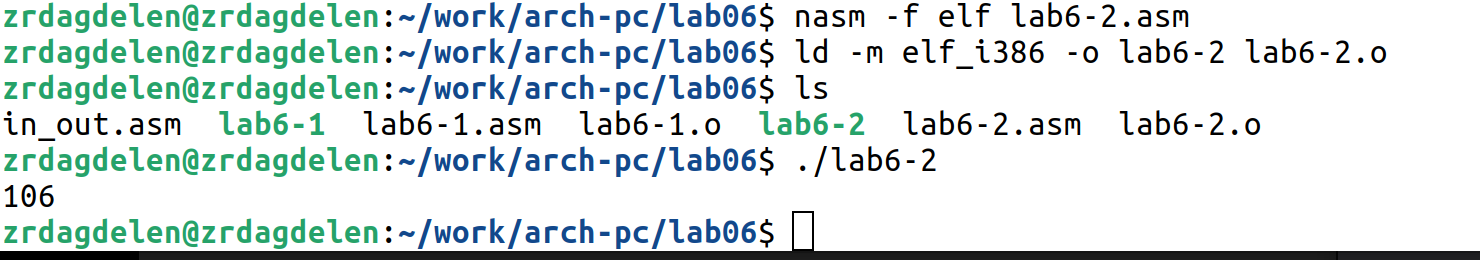 zrdagdelen@zrdagdelen:~/work/arch-pc/lab06$ nasm -f elf lab6-2.asm
zrdagdelen@zrdagdelen:~/work/arch-pc/lab06$ ld -m elf_i386 -o lab6-2 lab6-2.o
zrdagdelen@zrdagdelen:~/work/arch-pc/lab06$ ls
in_out.asm  lab6-1  lab6-1.asm  lab6-1.o  lab6-2  lab6-2.asm  lab6-2.o
zrdagdelen@zrdagdelen:~/work/arch-pc/lab06$ ./lab6-2
106
zrdagdelen@zrdagdelen:~/work/arch-pc/lab06$